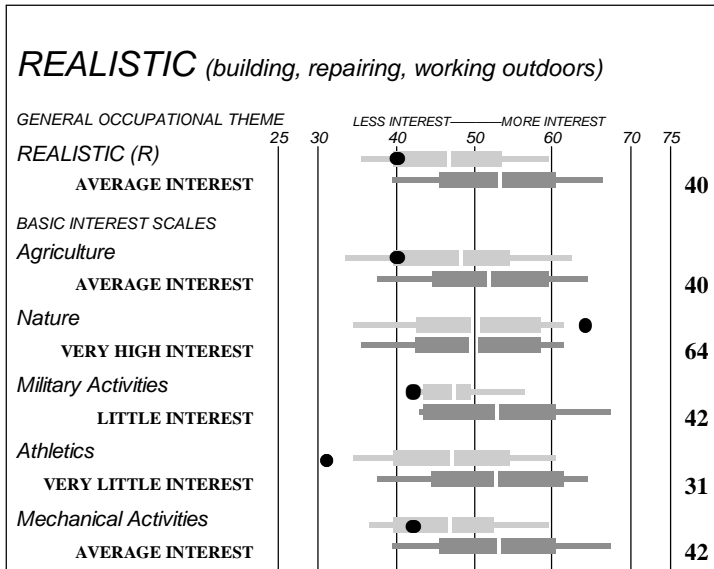 REALISTIC (building, repairing, working outdoors)
GENERAL OCCUPATIONAL THEME LESS INTEREST MORE INTEREST
25 30 40 50 60 70 75
REALISTIC (R)
AVERAGE INTEREST 40
BASIC INTEREST SCALES
Agriculture
AVERAGE INTEREST 40
Nature
VERY HIGH INTEREST 64
Military Activities
LITTLE INTEREST 42
Athletics
VERY LITTLE INTEREST 31
Mechanical Activities
AVERAGE INTEREST 42